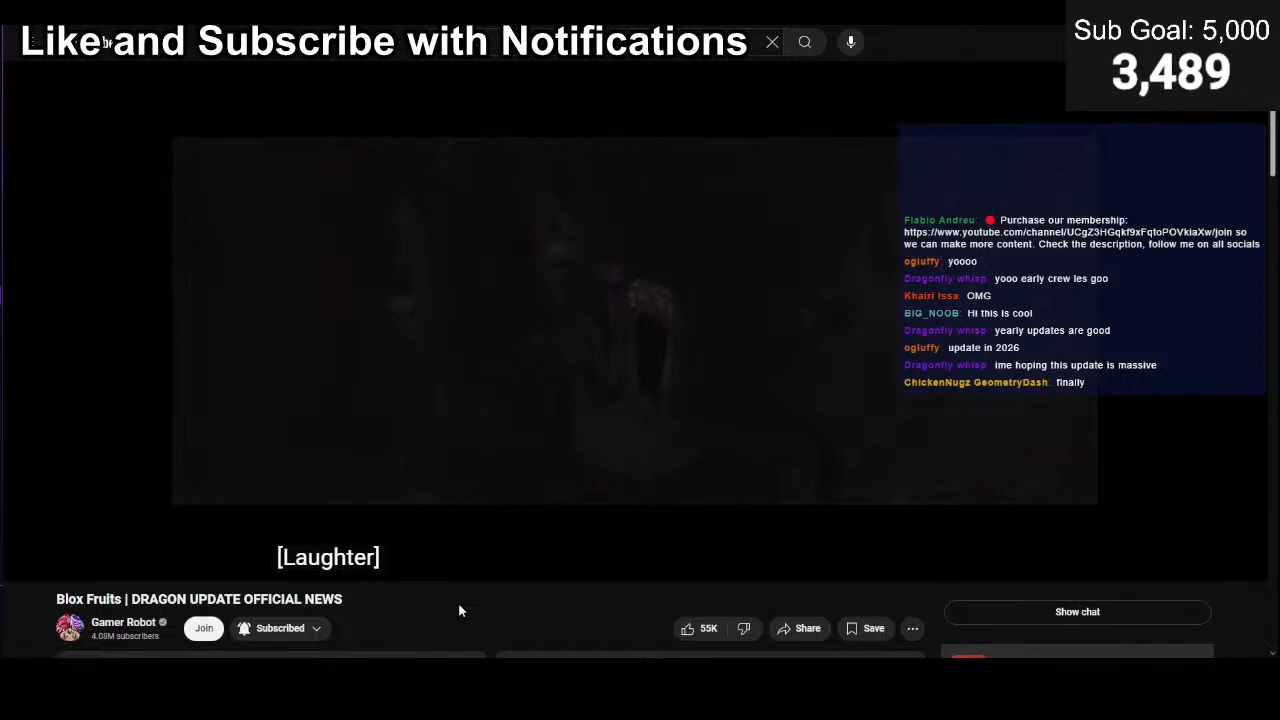 Like and Subscribe with Notifications
Sub Goal: 5,000
3,489
Flabio Andreu: Purchase our membership:
https://www.youtube.com/channel/UCgZ3HGqkf9xFqtoPOVkiaXw/join so
we can make more content. Check the description, follow me on all socials
ogluffy: yoooo
Dragonfly whisp: yooo early crew les goo
Khairi Issa: OMG
BIG_NOOB: Hi this is cool
Dragonfly whisp: yearly updates are good
ogluffy: update in 2026
Dragonfly whisp: ime hoping this update is massive
ChickenNugz GeometryDash: finally
[Laughter]
Blox Fruits | DRAGON UPDATE OFFICIAL NEWS
Gamer Robot
4.08M subscribers
Join
Subscribed
55K
Share
Save
Show chat